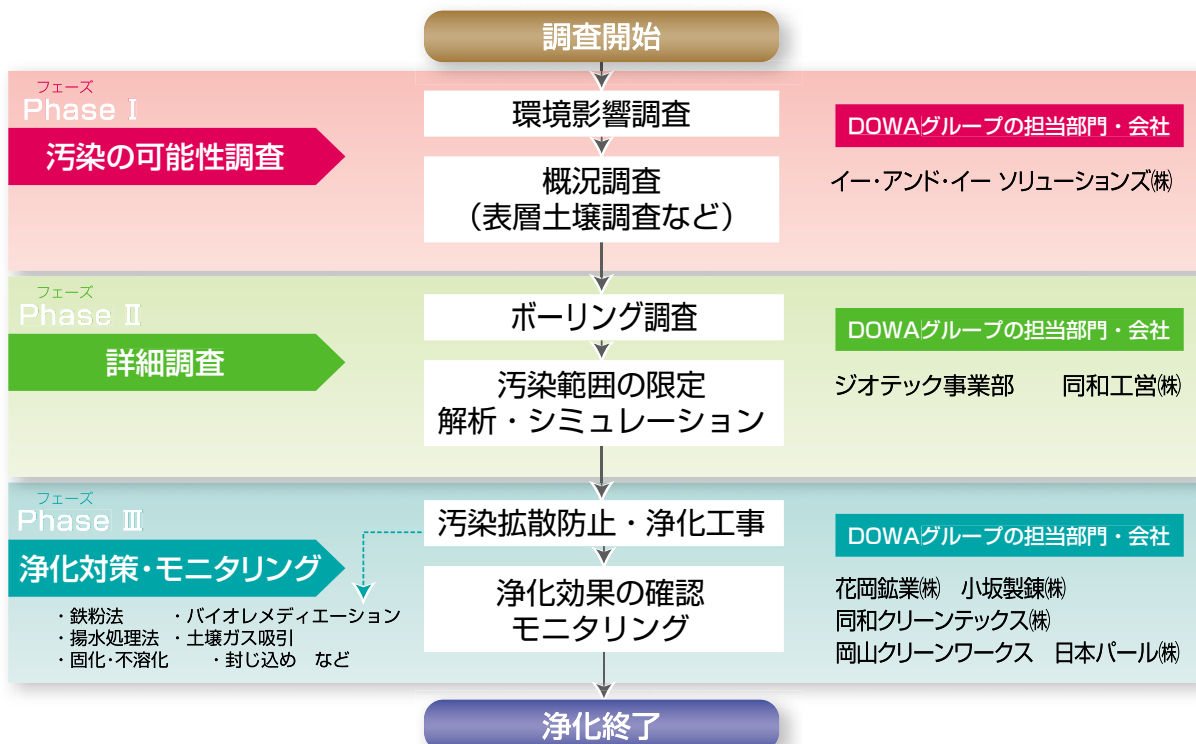 調査開始
フェーズ
Phase Ⅰ
汚染の可能性調査
環境影響調査
概況調査
（表層土壌調査など）
DOWAグループの担当部門・会社
イー・アンド・イー ソリューションズ㈱
フェーズ
Phase Ⅱ
詳細調査
ボーリング調査
汚染範囲の限定
解析・シミュレーション
DOWAグループの担当部門・会社
ジオテック事業部　同和工営㈱
フェーズ
Phase Ⅲ
浄化対策・モニタリング
・鉄粉法　・バイオレメディエーション
・揚水処理法　・土壌ガス吸引
・固化・不溶化　・封じ込め　など
汚染拡散防止・浄化工事
浄化効果の確認
モニタリング
DOWAグループの担当部門・会社
花岡鉱業㈱　小坂製錬㈱
同和クリーンテックス㈱
岡山クリーンワークス　日本パール㈱
浄化終了